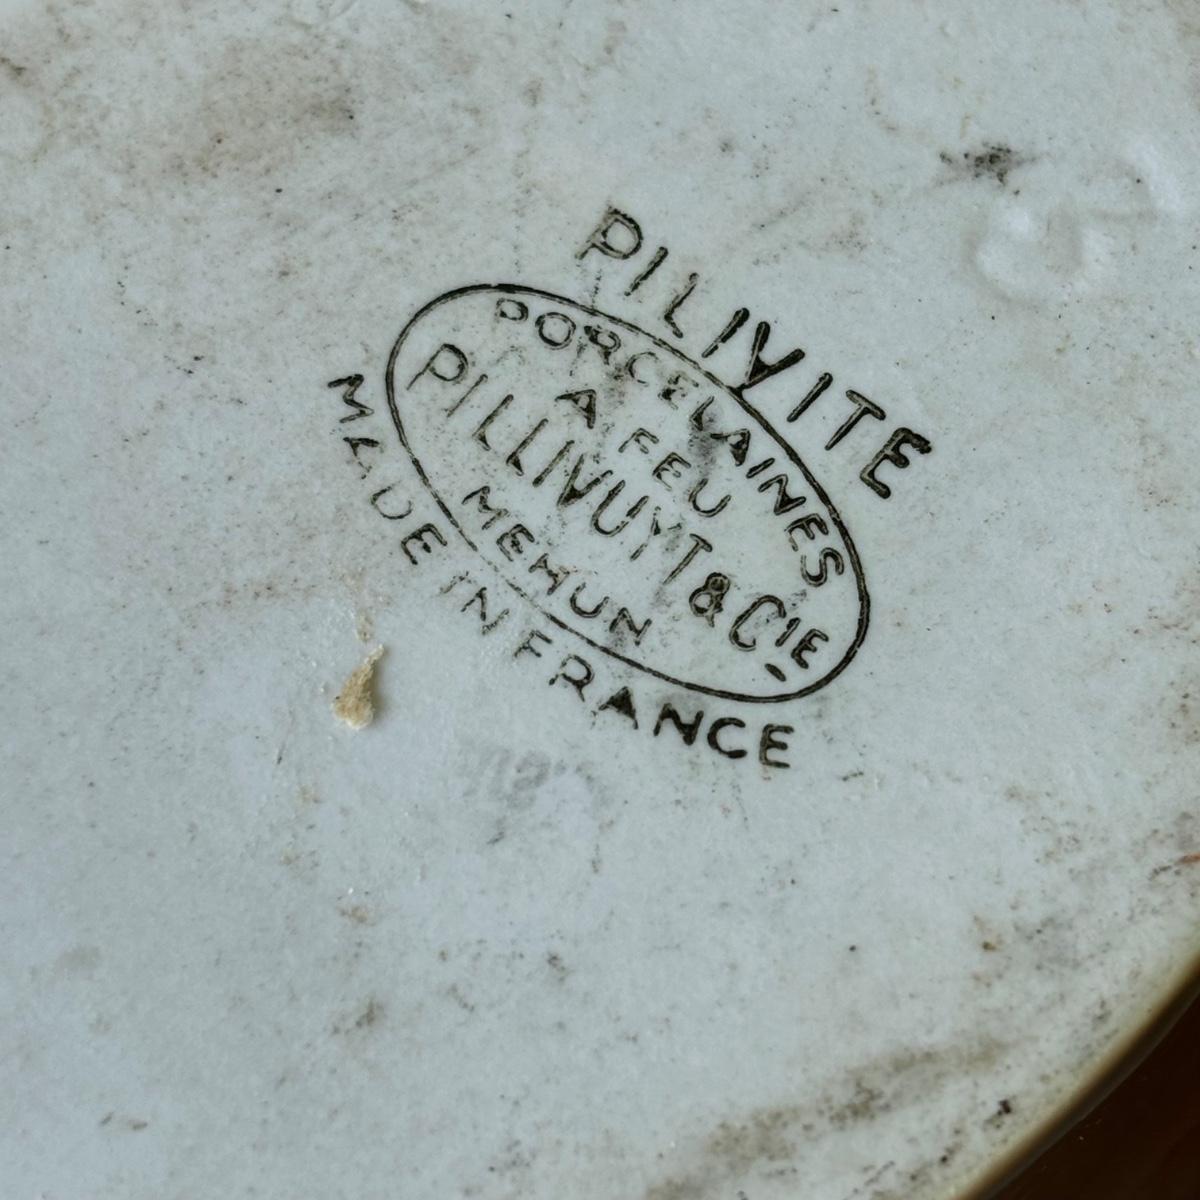 PILIVITE
PORCELAINES
A FEU
PILLIVUYT & CIE
MEHUN
MADE IN FRANCE